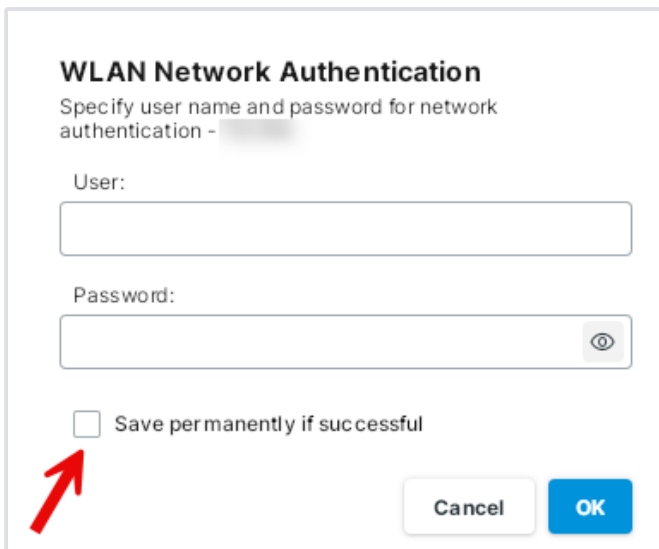 WLAN Network Authentication
Specify user name and password for network
authentication -
User:
Password:
Save permanently if successful
Cancel
OK